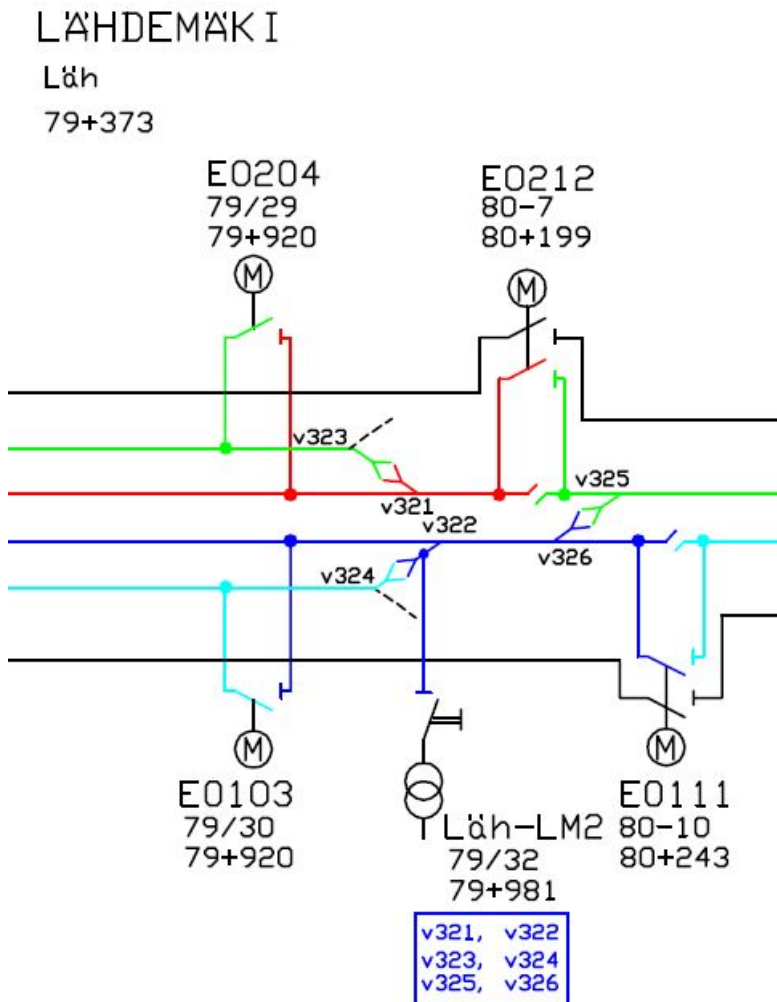 LÄHDEMÄKI
Läh
79+373
E0204
79/29
79+920
M
E0212
80-7
80+199
M
v323
v321
v325
v322
v324
v326
M
E0103
79/30
79+920
Läh-LM2
79/32
79+981
M
E0111
80-10
80+243
v321, v322
v323, v324
v325, v326